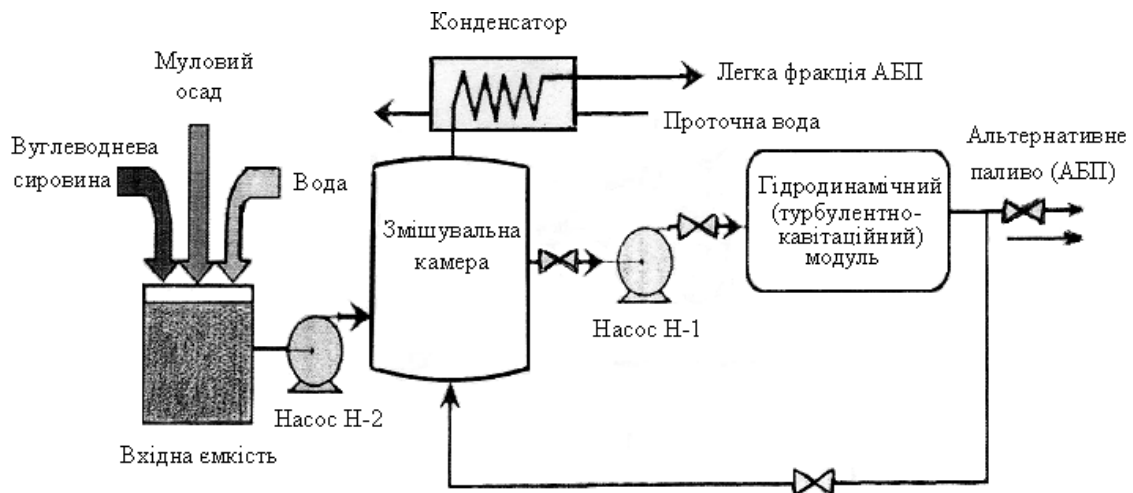 Конденсатор
Муловий
осад
Легка фракція АБП
Проточна вода
Вуглеводнева
сировина
Вода
Альтернативне
паливо (АБП)
Змішувальна
камера
Гідродинамічний
(турбулентно-
кавітаційний)
модуль
Насос Н-1
Насос Н-2
Вхідна ємкість